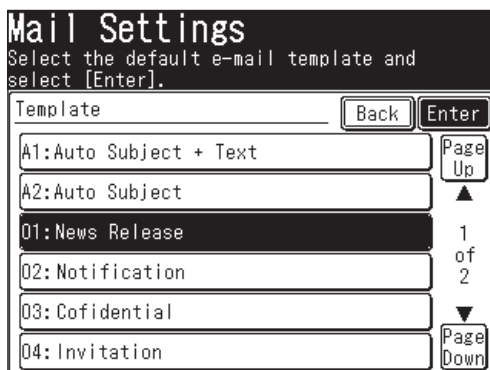 Mail Settings
Select the default e-mail template and
select [Enter].
Template
Back
Enter
A1:Auto Subject + Text
A2:Auto Subject
01:News Release
02:Notification
03:Cofidential
04:Invitation
Page
Up
1
of
2
Page
Down